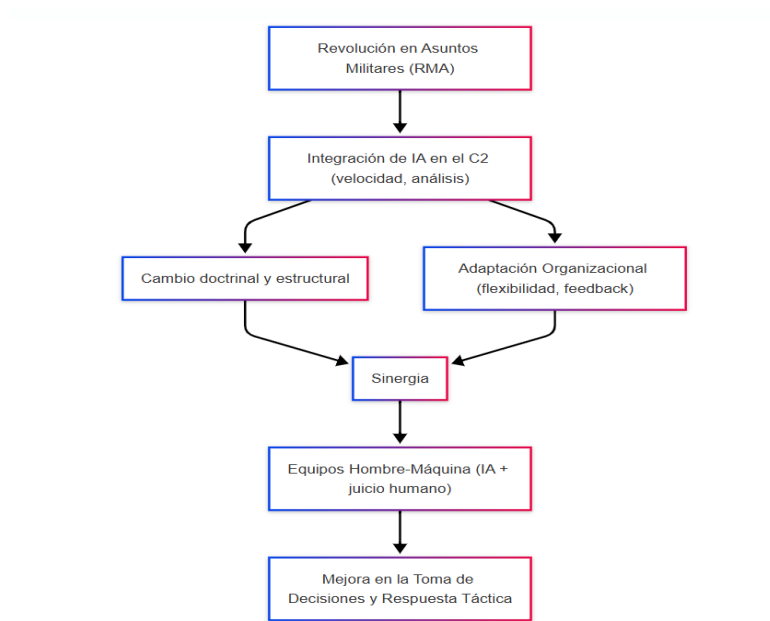 Revolución en Asuntos
Militares (RMA)
Integración de IA en el C2
(velocidad, análisis)
Cambio doctrinal y estructural
Adaptación Organizacional
(flexibilidad, feedback)
Sinergia
Equipos Hombre-Máquina (IA +
juicio humano)
Mejora en la Toma de
Decisiones y Respuesta Táctica